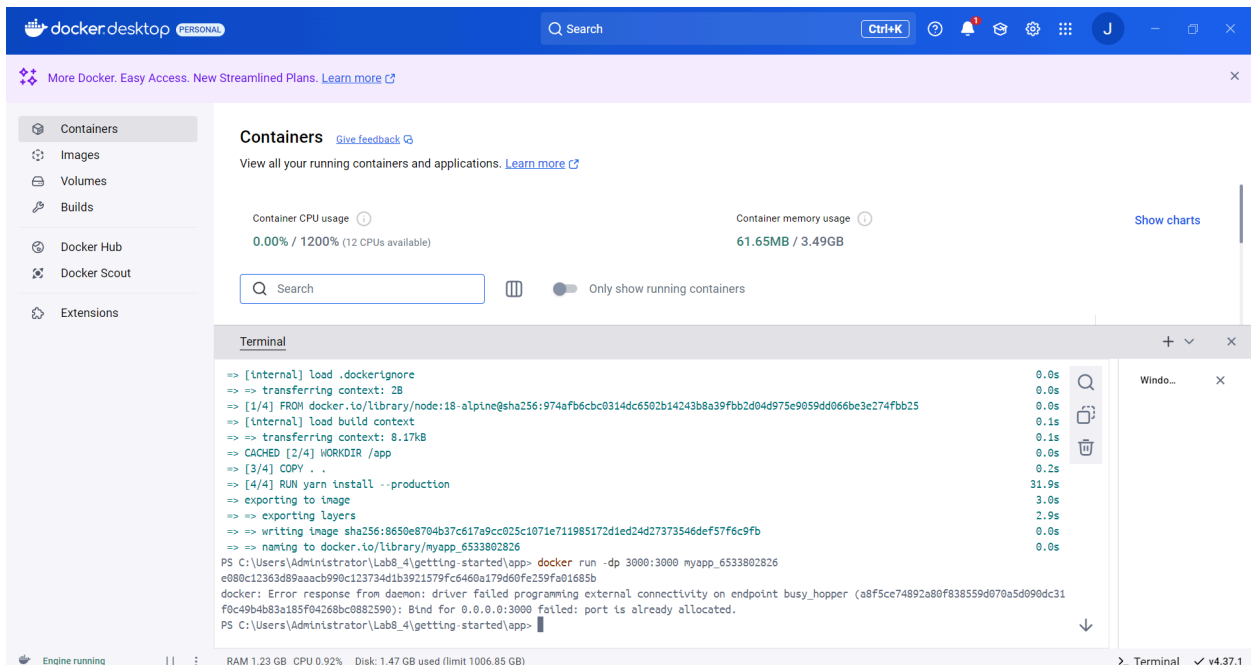 docker.desktop PERSONAL Search Ctrl+K 1 J
More Docker. Easy Access. New Streamlined Plans. Learn more
Containers
Images
Volumes
Builds
Docker Hub
Docker Scout
Extensions
Containers Give feedback
View all your running containers and applications. Learn more
Container CPU usage
0.00% / 1200% (12 CPUs available)
Container memory usage
61.65MB / 3.49GB
Show charts
Search
Only show running containers
Terminal
Windo...
=> [internal] load .dockerignore 0.0s
=> => transferring context: 2B 0.0s
=> [1/4] FROM docker.io/library/node:18-alpine@sha256:974afb6cbc0314dc6502b14243b8a39fbb2d04d975e9059dd066be3e274fbb25 0.0s
=> [internal] load build context 0.1s
=> => transferring context: 8.17kB 0.1s
=> CACHED [2/4] WORKDIR /app 0.0s
=> [3/4] COPY . . 0.2s
=> [4/4] RUN yarn install --production 31.9s
=> exporting to image 3.0s
=> => exporting layers 2.9s
=> => writing image sha256:8650e8704b37c617a9cc025c1071e711985172d1ed24d27373546def57f6c9fb 0.0s
=> => naming to docker.io/library/myapp_6533802826 0.0s
PS C:\Users\Administrator\Lab8_4\getting-started\app> docker run -dp 3000:3000 myapp_6533802826
e080c12363d89aaacb990c123734d1b3921579fc6460a179d60fe259fa01685b
docker: Error response from daemon: driver failed programming external connectivity on endpoint busy_hopper (a8f5ce74892a80f838559d070a5d090dc31
f0c49b4b83a185f04268bc0882590): Bind for 0.0.0.0:3000 failed: port is already allocated.
PS C:\Users\Administrator\Lab8_4\getting-started\app>
Engine running RAM 1.23 GB CPU 0.92% Disk: 1.47 GB used (limit 1006.85 GB) Terminal v4.37.1